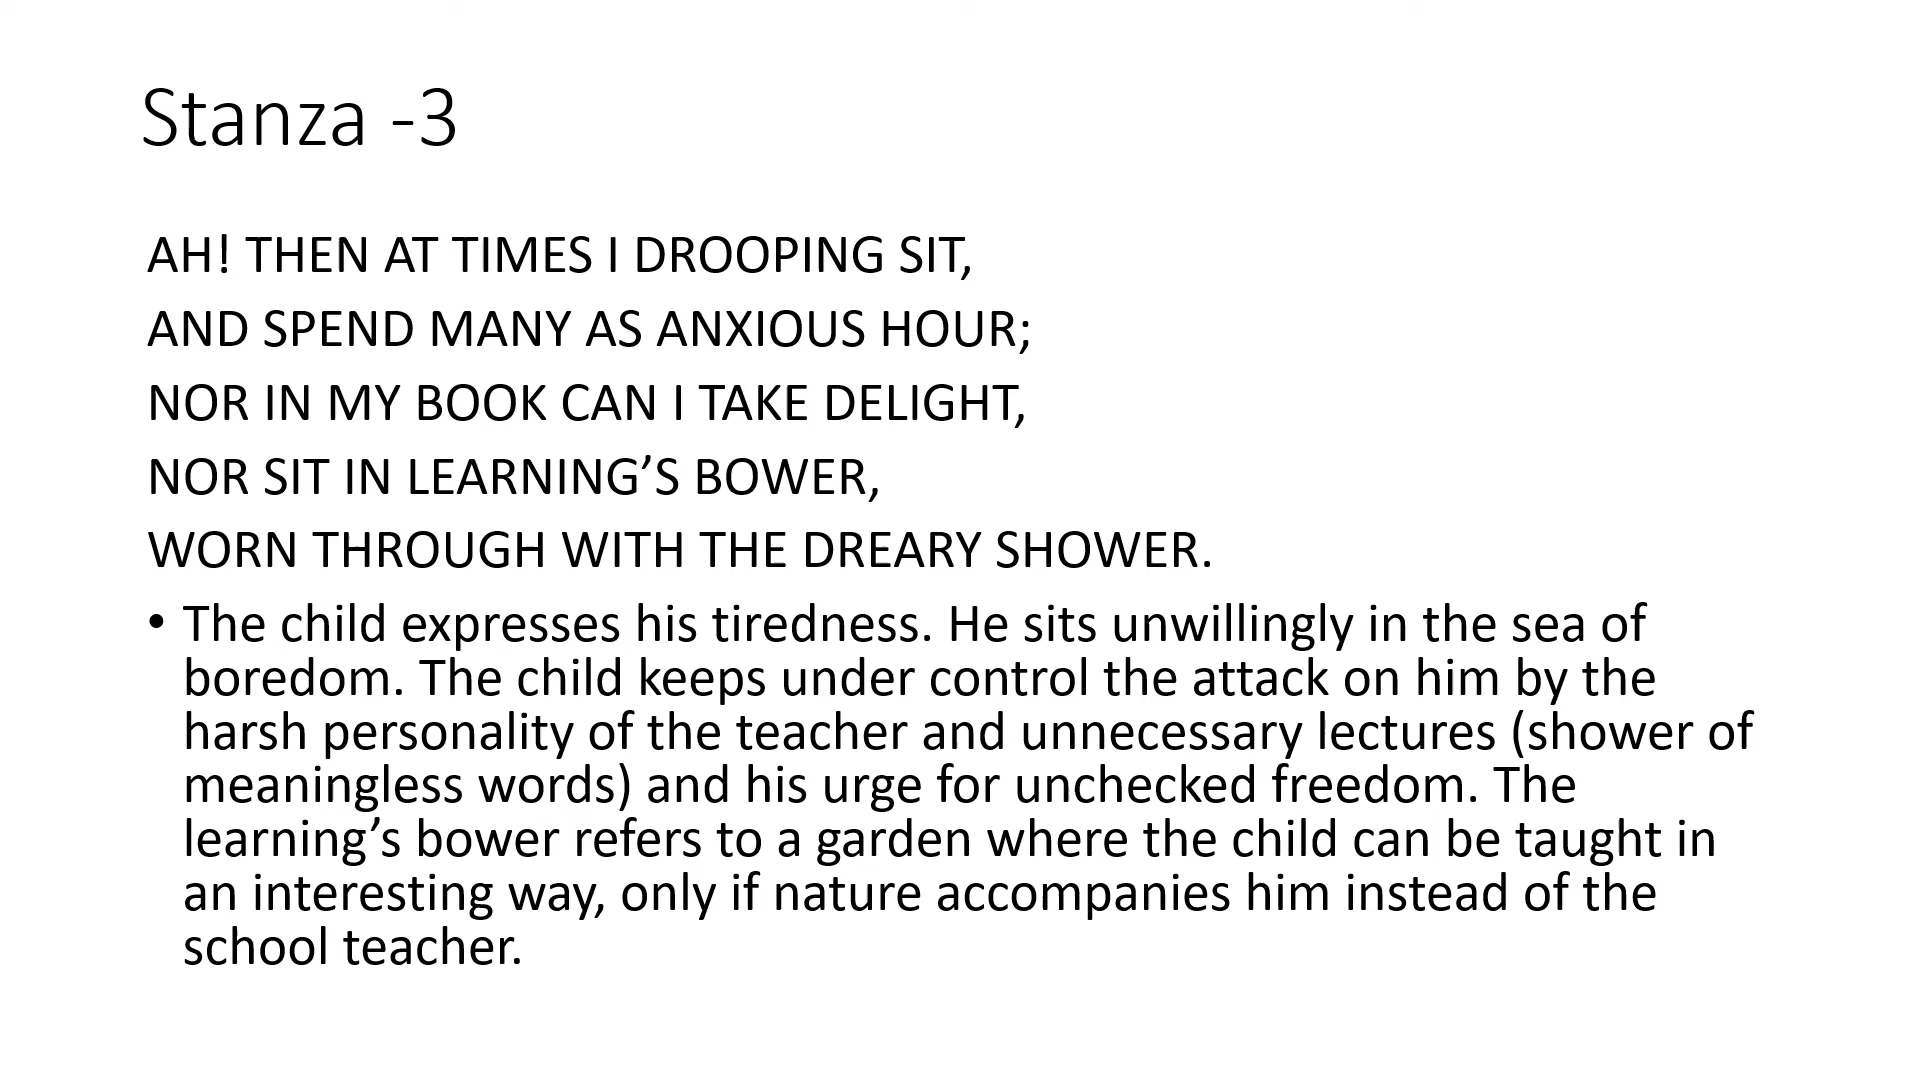 Stanza -3
AH! THEN AT TIMES I DROOPING SIT,
AND SPEND MANY AS ANXIOUS HOUR;
NOR IN MY BOOK CAN I TAKE DELIGHT,
NOR SIT IN LEARNING’S BOWER,
WORN THROUGH WITH THE DREARY SHOWER.
• The child expresses his tiredness. He sits unwillingly in the sea of
boredom. The child keeps under control the attack on him by the
harsh personality of the teacher and unnecessary lectures (shower of
meaningless words) and his urge for unchecked freedom. The
learning’s bower refers to a garden where the child can be taught in
an interesting way, only if nature accompanies him instead of the
school teacher.